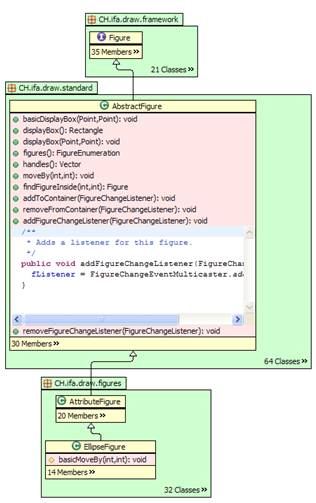 CH.ifa.draw.framework
Figure
35 Members »
21 Classes »
CH.ifa.draw.standard
AbstractFigure
basicDisplayBox(Point,Point): void
displayBox(): Rectangle
displayBox(Point,Point): void
figures(): FigureEnumeration
handles(): Vector
moveBy(int,int): void
findFigureInside(int,int): Figure
addToContainer(FigureChangeListener): void
removeFromContainer(FigureChangeListener): void
addFigureChangeListener(FigureChangeListener): void
/**
* Adds a listener for this figure.
*/
public void addFigureChangeListener(FigureChan
fListener = FigureChangeEventMulticaster.add
}
removeFigureChangeListener(FigureChangeListener): void
30 Members »
64 Classes »
CH.ifa.draw.figures
AttributeFigure
20 Members »
EllipseFigure
basicMoveBy(int,int): void
14 Members »
32 Classes »